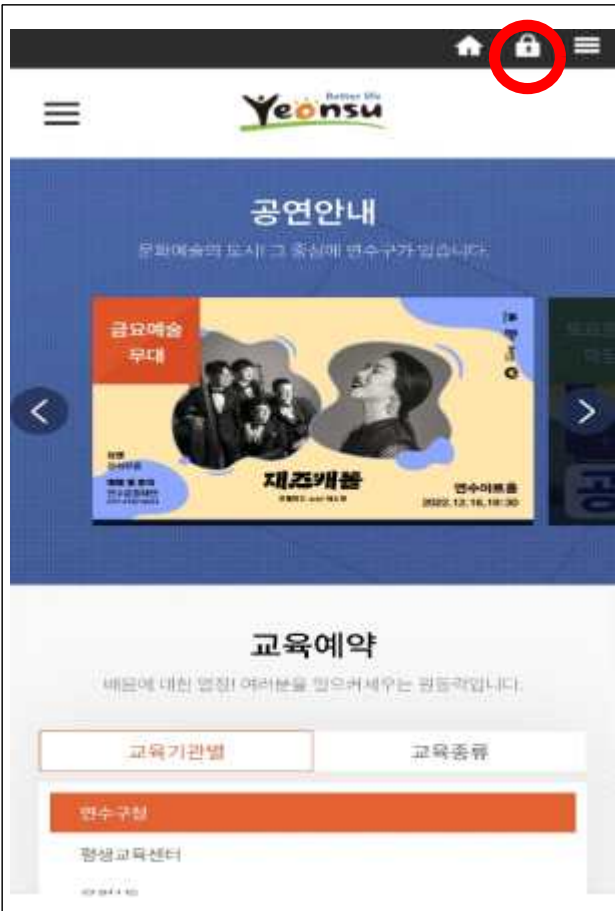 Better life
Yeonsu
공연안내
문화예술의 도시! 그 중심에 연수구가 있습니다.
금요예술
무대
재즈캐롤
연수아트홀
2022.12.16.19:30
교육예약
배움에 대한 열정! 여러분을 일으켜세우는 원동력입니다.
교육기관별
교육종류
연수구청
평생교육센터